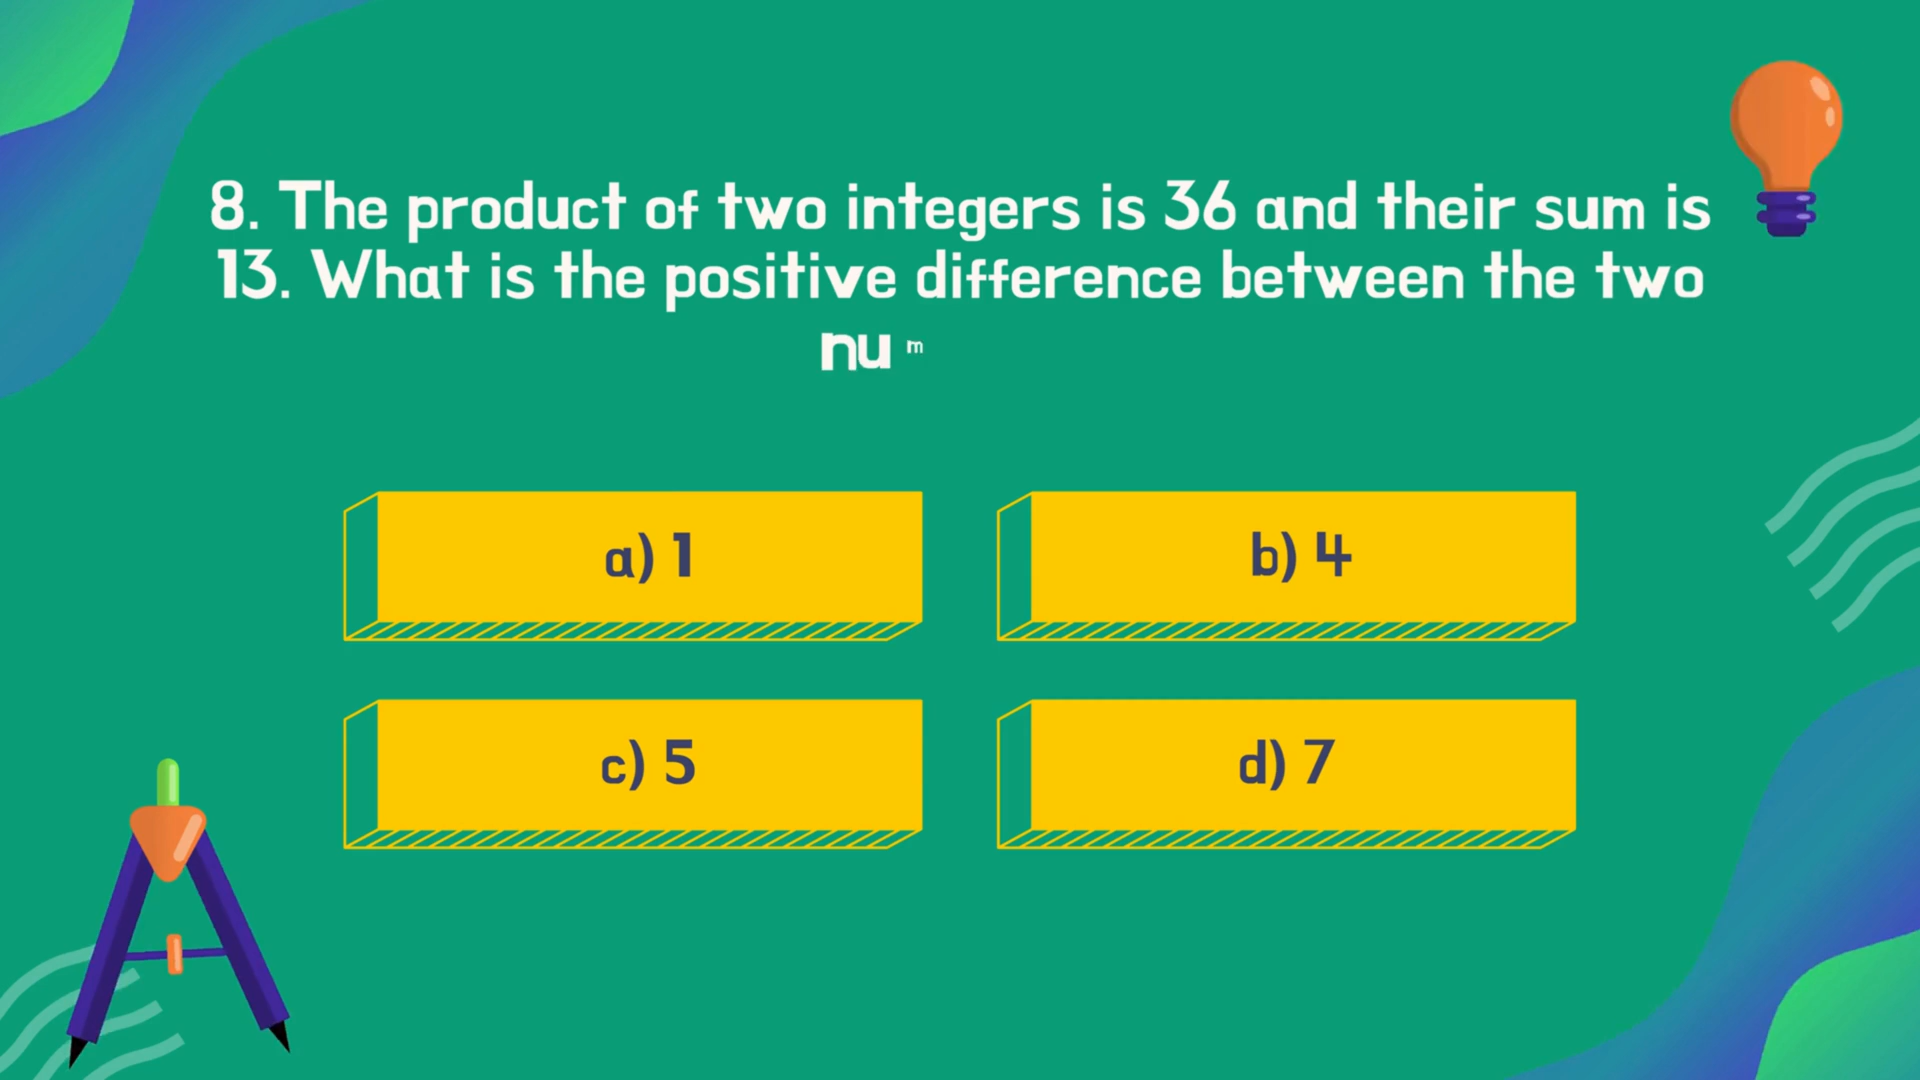 8. The product of two integers is 36 and their sum is
13. What is the positive difference between the two
num
a) 1
b) 4
c) 5
d) 7